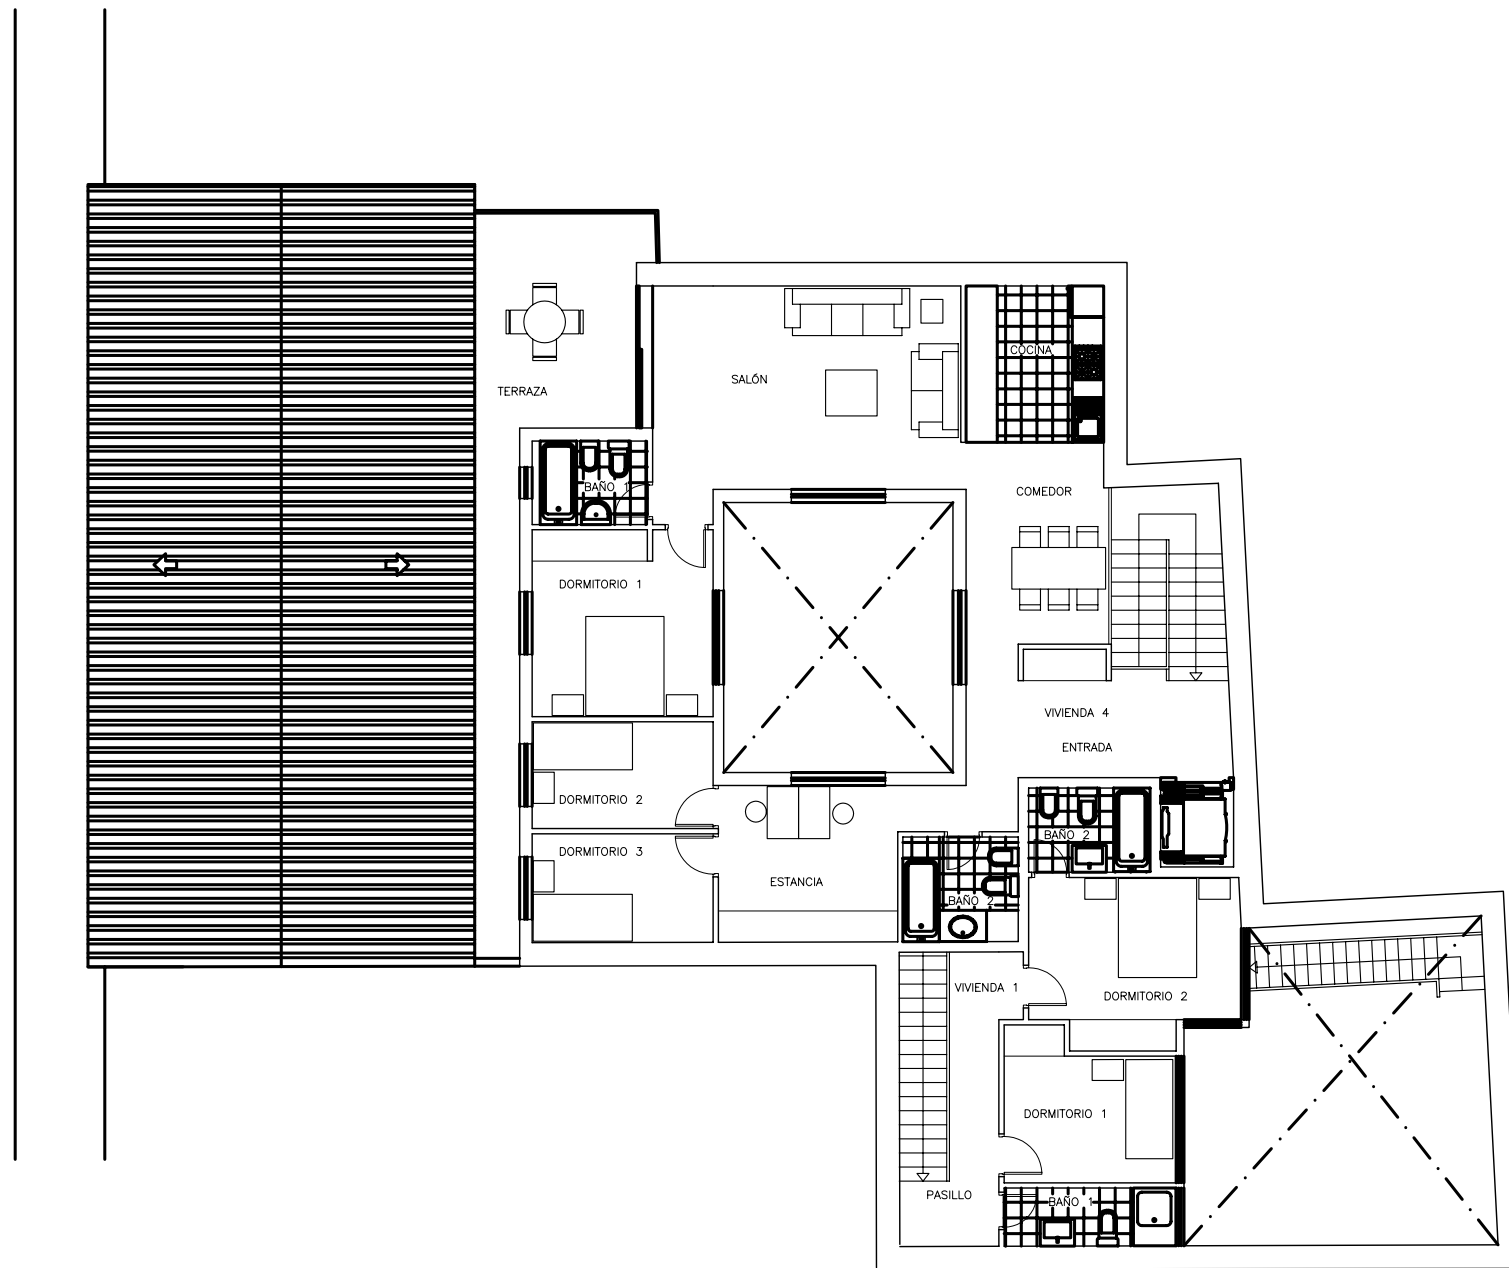 COCINA
SALÓN
TERRAZA
BAÑO 1
COMEDOR
DORMITORIO 1
VIVIENDA 4
ENTRADA
DORMITORIO 2
BAÑO 2
DORMITORIO 3
ESTANCIA
BAÑO 2
VIVIENDA 1
DORMITORIO 2
DORMITORIO 1
PASILLO
BAÑO 1